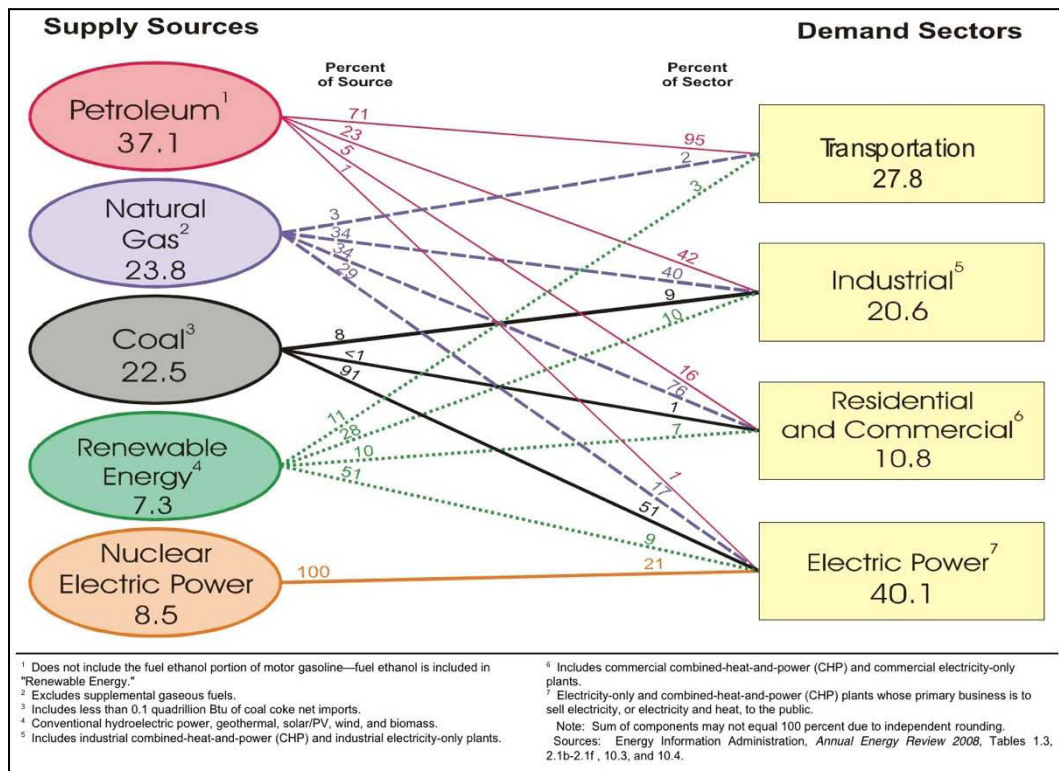 Supply Sources
Demand Sectors
Percent
of Source
Percent
of Sector
Petroleum¹
37.1
Natural
Gas²
23.8
Coal³
22.5
Renewable
Energy⁴
7.3
Nuclear
Electric Power
8.5
71
23
5
1
3
34
34
29
8
<1
91
11
28
10
51
100
95
2
3
42
40
9
10
16
76
1
7
1
17
51
9
21
Transportation
27.8
Industrial⁵
20.6
Residential
and Commercial⁶
10.8
Electric Power⁷
40.1
¹ Does not include the fuel ethanol portion of motor gasoline—fuel ethanol is included in
"Renewable Energy."
² Excludes supplemental gaseous fuels.
³ Includes less than 0.1 quadrillion Btu of coal coke net imports.
⁴ Conventional hydroelectric power, geothermal, solar/PV, wind, and biomass.
⁵ Includes industrial combined-heat-and-power (CHP) and industrial electricity-only plants.
⁶ Includes commercial combined-heat-and-power (CHP) and commercial electricity-only
plants.
⁷ Electricity-only and combined-heat-and-power (CHP) plants whose primary business is to
sell electricity, or electricity and heat, to the public.
Note: Sum of components may not equal 100 percent due to independent rounding.
Sources: Energy Information Administration, Annual Energy Review 2008, Tables 1.3,
2.1b-2.1f , 10.3, and 10.4.